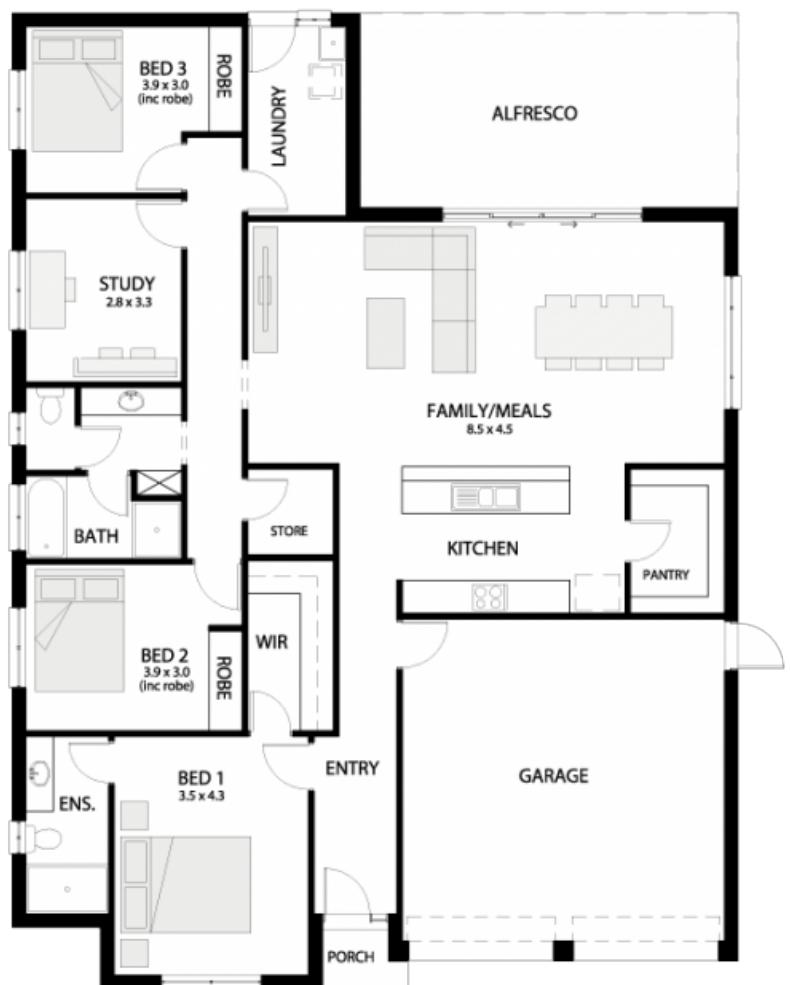 BED 3
3.9 x 3.0
(inc robe)
ROBE
LAUNDRY
ALFRESCO
STUDY
2.8 x 3.3
FAMILY/MEALS
8.5 x 4.5
BATH
STORE
KITCHEN
PANTRY
BED 2
3.9 x 3.0
(inc robe)
ROBE
WIR
ENTRY
GARAGE
BED 1
3.5 x 4.3
ENS.
PORCH